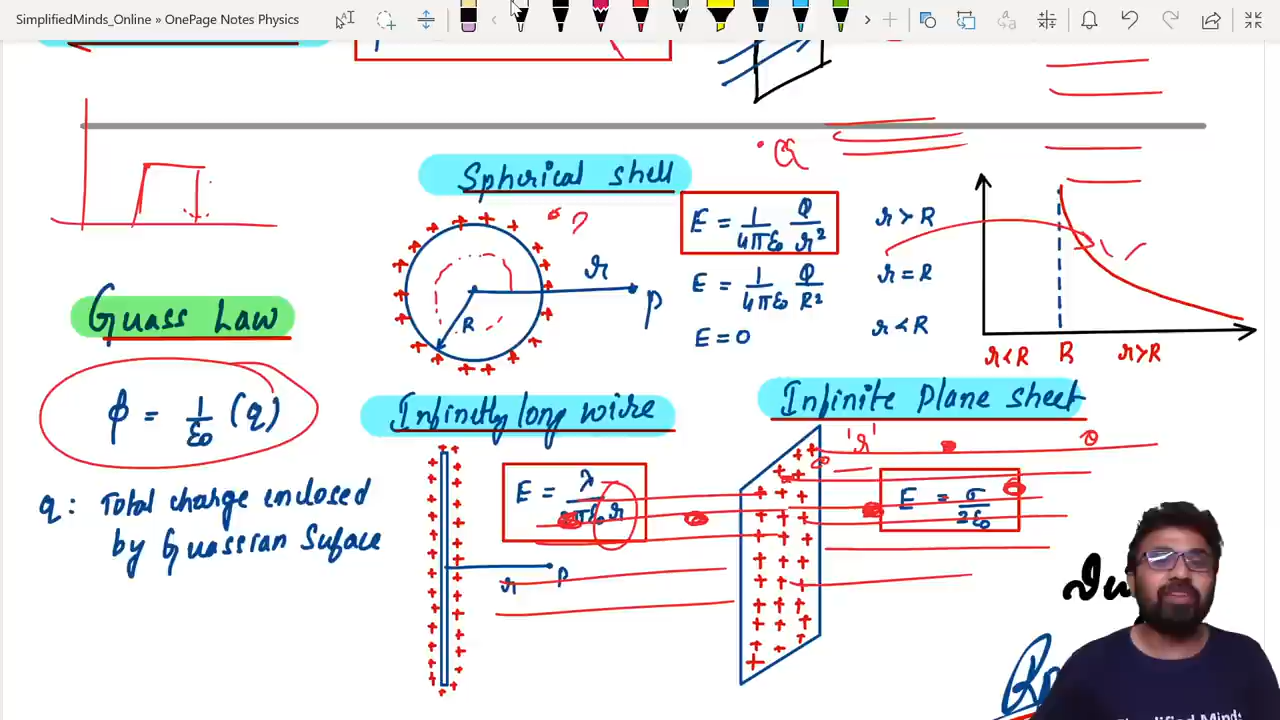 SimplifiedMinds_Online » OnePage Notes Physics
Q
Spherical shell
?
E = 1/4πε0 Q/r² r > R
E = 1/4πε0 Q/R² r = R
E = 0 r < R
r
P
R
r<R R r>R
Guass Law
ϕ = 1/ε0 (q)
q: Total charge enclosed
by Guassian Suface
Infinetly long wire
E = λ/2πε0r
r P
Infinite plane sheet
'r'
E = σ/2ε0